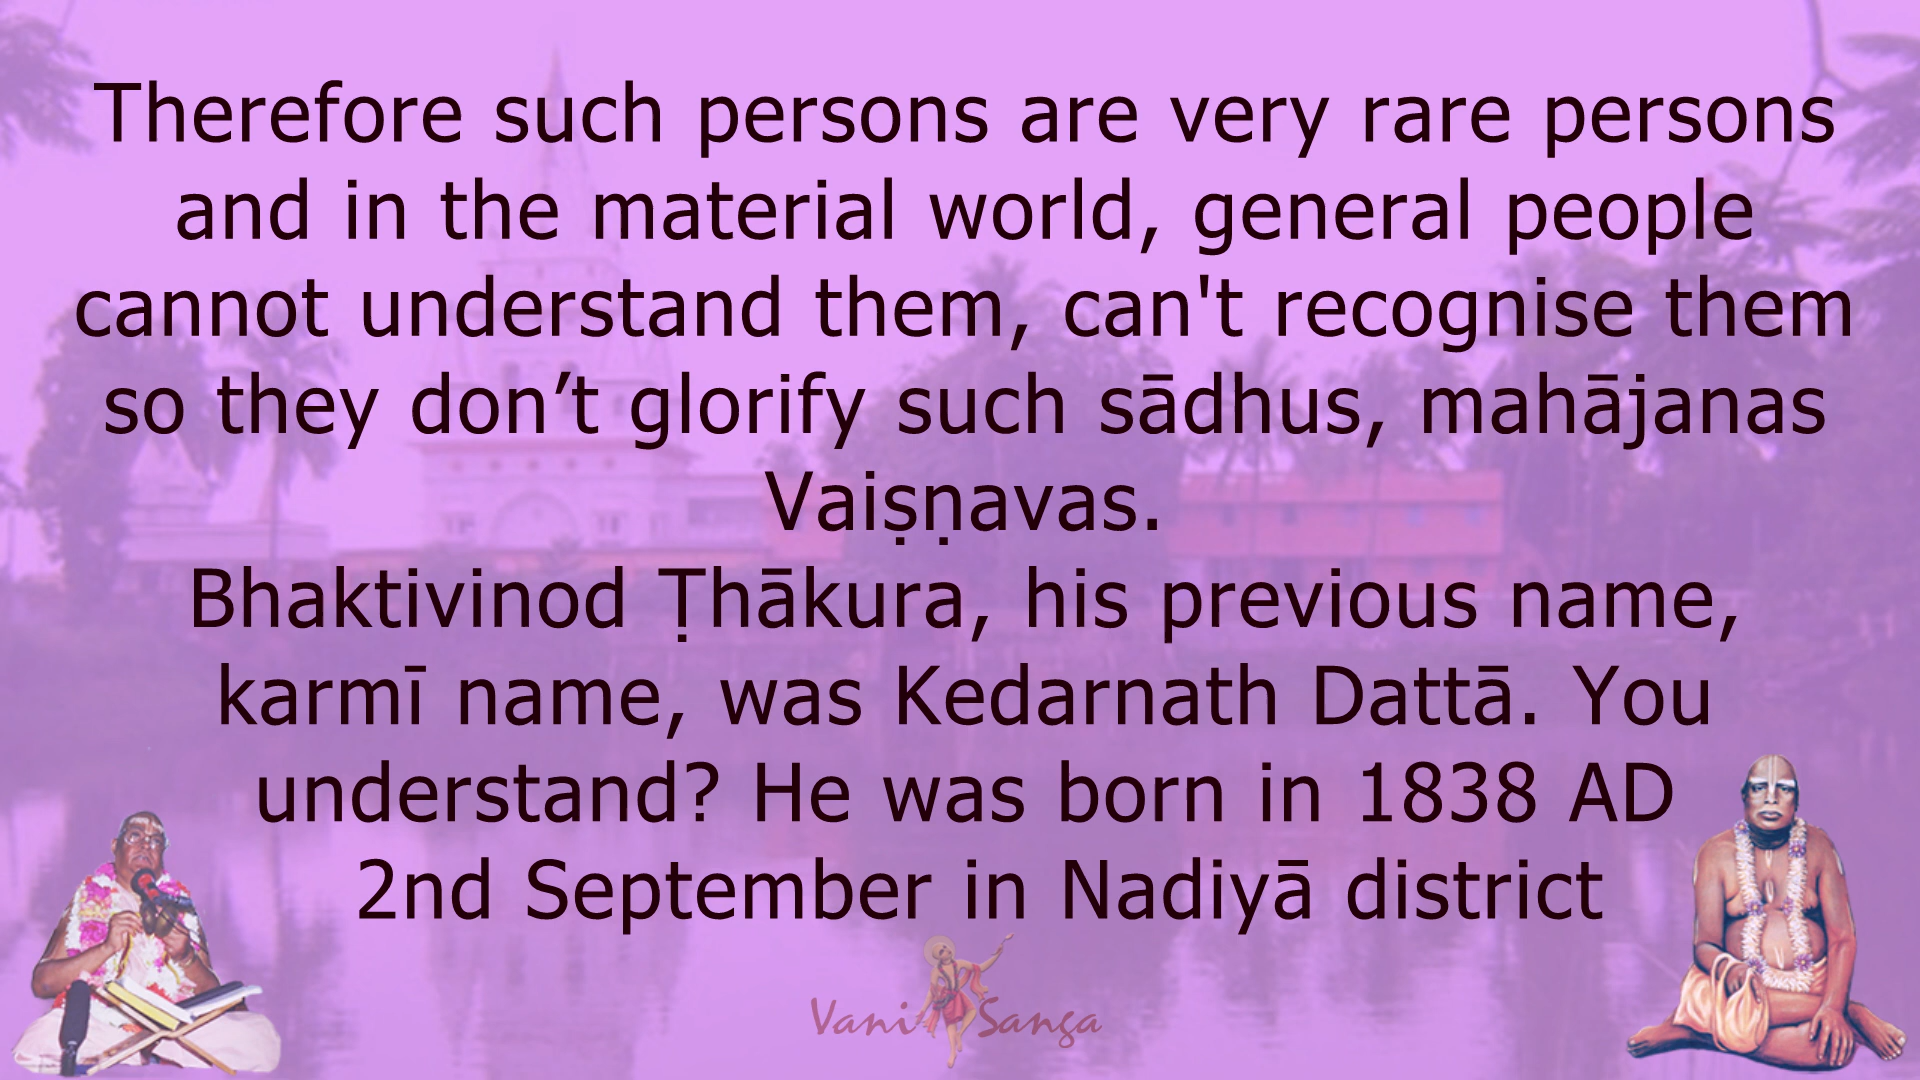 Therefore such persons are very rare persons
and in the material world, general people
cannot understand them, can't recognise them
so they don’t glorify such sādhus, mahājanas
Vaiṣṇavas.
Bhaktivinod Ṭhākura, his previous name,
karmī name, was Kedarnath Dattā. You
understand? He was born in 1838 AD
2nd September in Nadiyā district
Vani Sanga